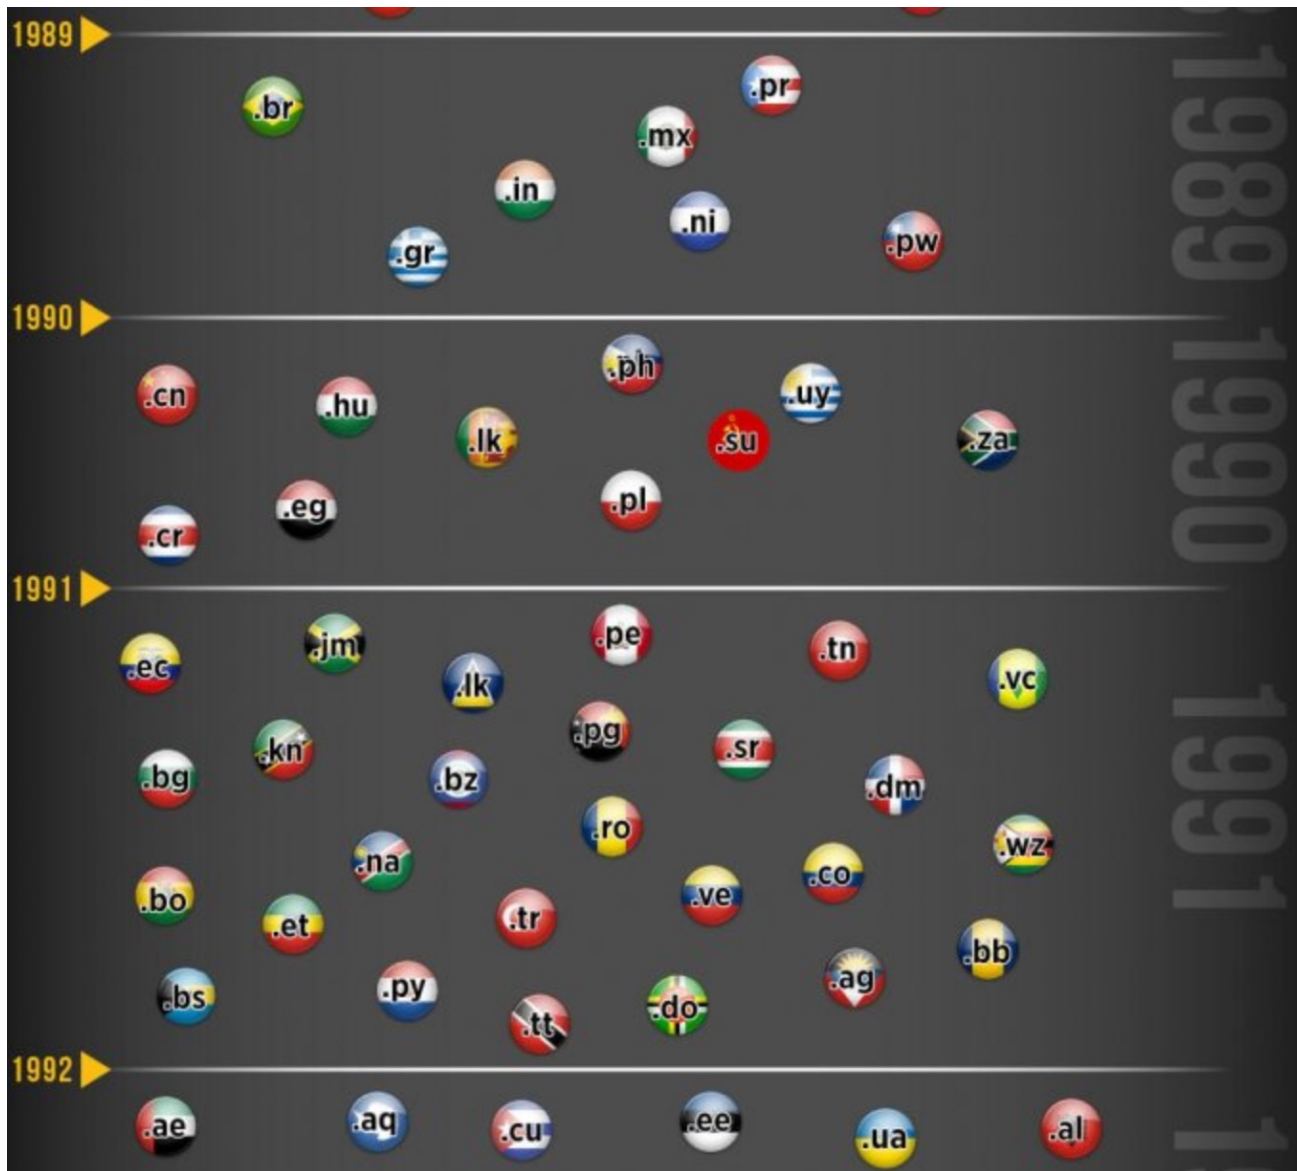 1989
.br
.pr
.mx
.in
.ni
.gr
.pw
1989
1990
.ph
.cn
.hu
.uy
.lk
.su
.za
.eg
.pl
.cr
1990
1991
.ec
.jm
.pe
.tn
.lk
.vc
.kn
.pg
.sr
.bg
.bz
.dm
.ro
.wz
.na
.bo
.et
.tr
.ve
.co
.bb
.bs
.py
.tt
.do
.ag
1991
1992
.ae
.aq
.cu
.ee
.ua
.al
1